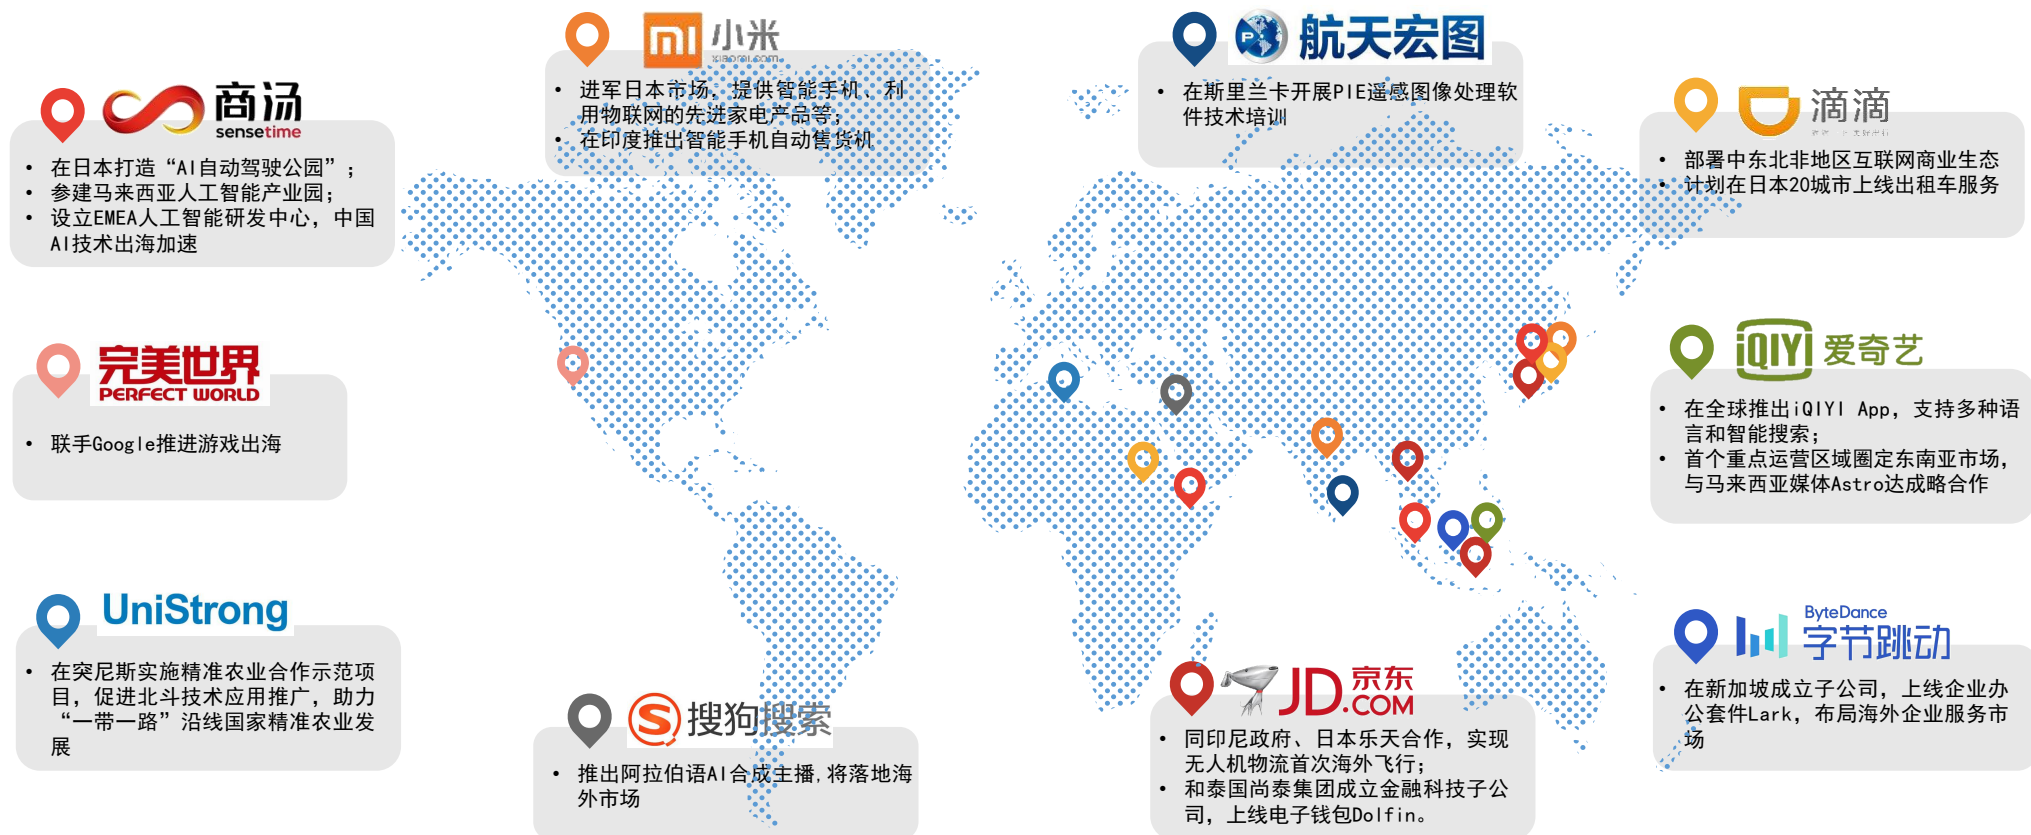 商汤
sensetime
在日本打造“AI自动驾驶公园”；
参建马来西亚人工智能产业园；
设立EMEA人工智能研发中心，中国
AI技术出海加速
小米
xiaomi.com
进军日本市场，提供智能手机、利
用物联网的先进家电产品等；
在印度推出智能手机自动售货机
航天宏图
在斯里兰卡开展PIE遥感图像处理软
件技术培训
滴滴
部署中东北非地区互联网商业生态
计划在日本20城市上线出租车服务
完美世界
PERFECT WORLD
联手Google推进游戏出海
iQIYI 爱奇艺
在全球推出iQIYI App，支持多种语
言和智能搜索；
首个重点运营区域圈定东南亚市场，
与马来西亚媒体Astro达成略合作
UniStrong
在突尼斯实施精准农业合作示范项
目，促进北斗技术应用推广，助力
“一带一路”沿线国家精准农业发
展
搜狗搜索
推出阿拉伯语AI合成主播,将落地海
外市场
京东
JD.COM
同印尼政府、日本乐天合作，实现
无人机物流首次海外飞行；
和泰国尚泰集团成立金融科技子公
司，上线电子钱包Dolfin。
ByteDance
字节跳动
在新加坡成立子公司，上线企业办
公套件Lark，布局海外企业服务市
场